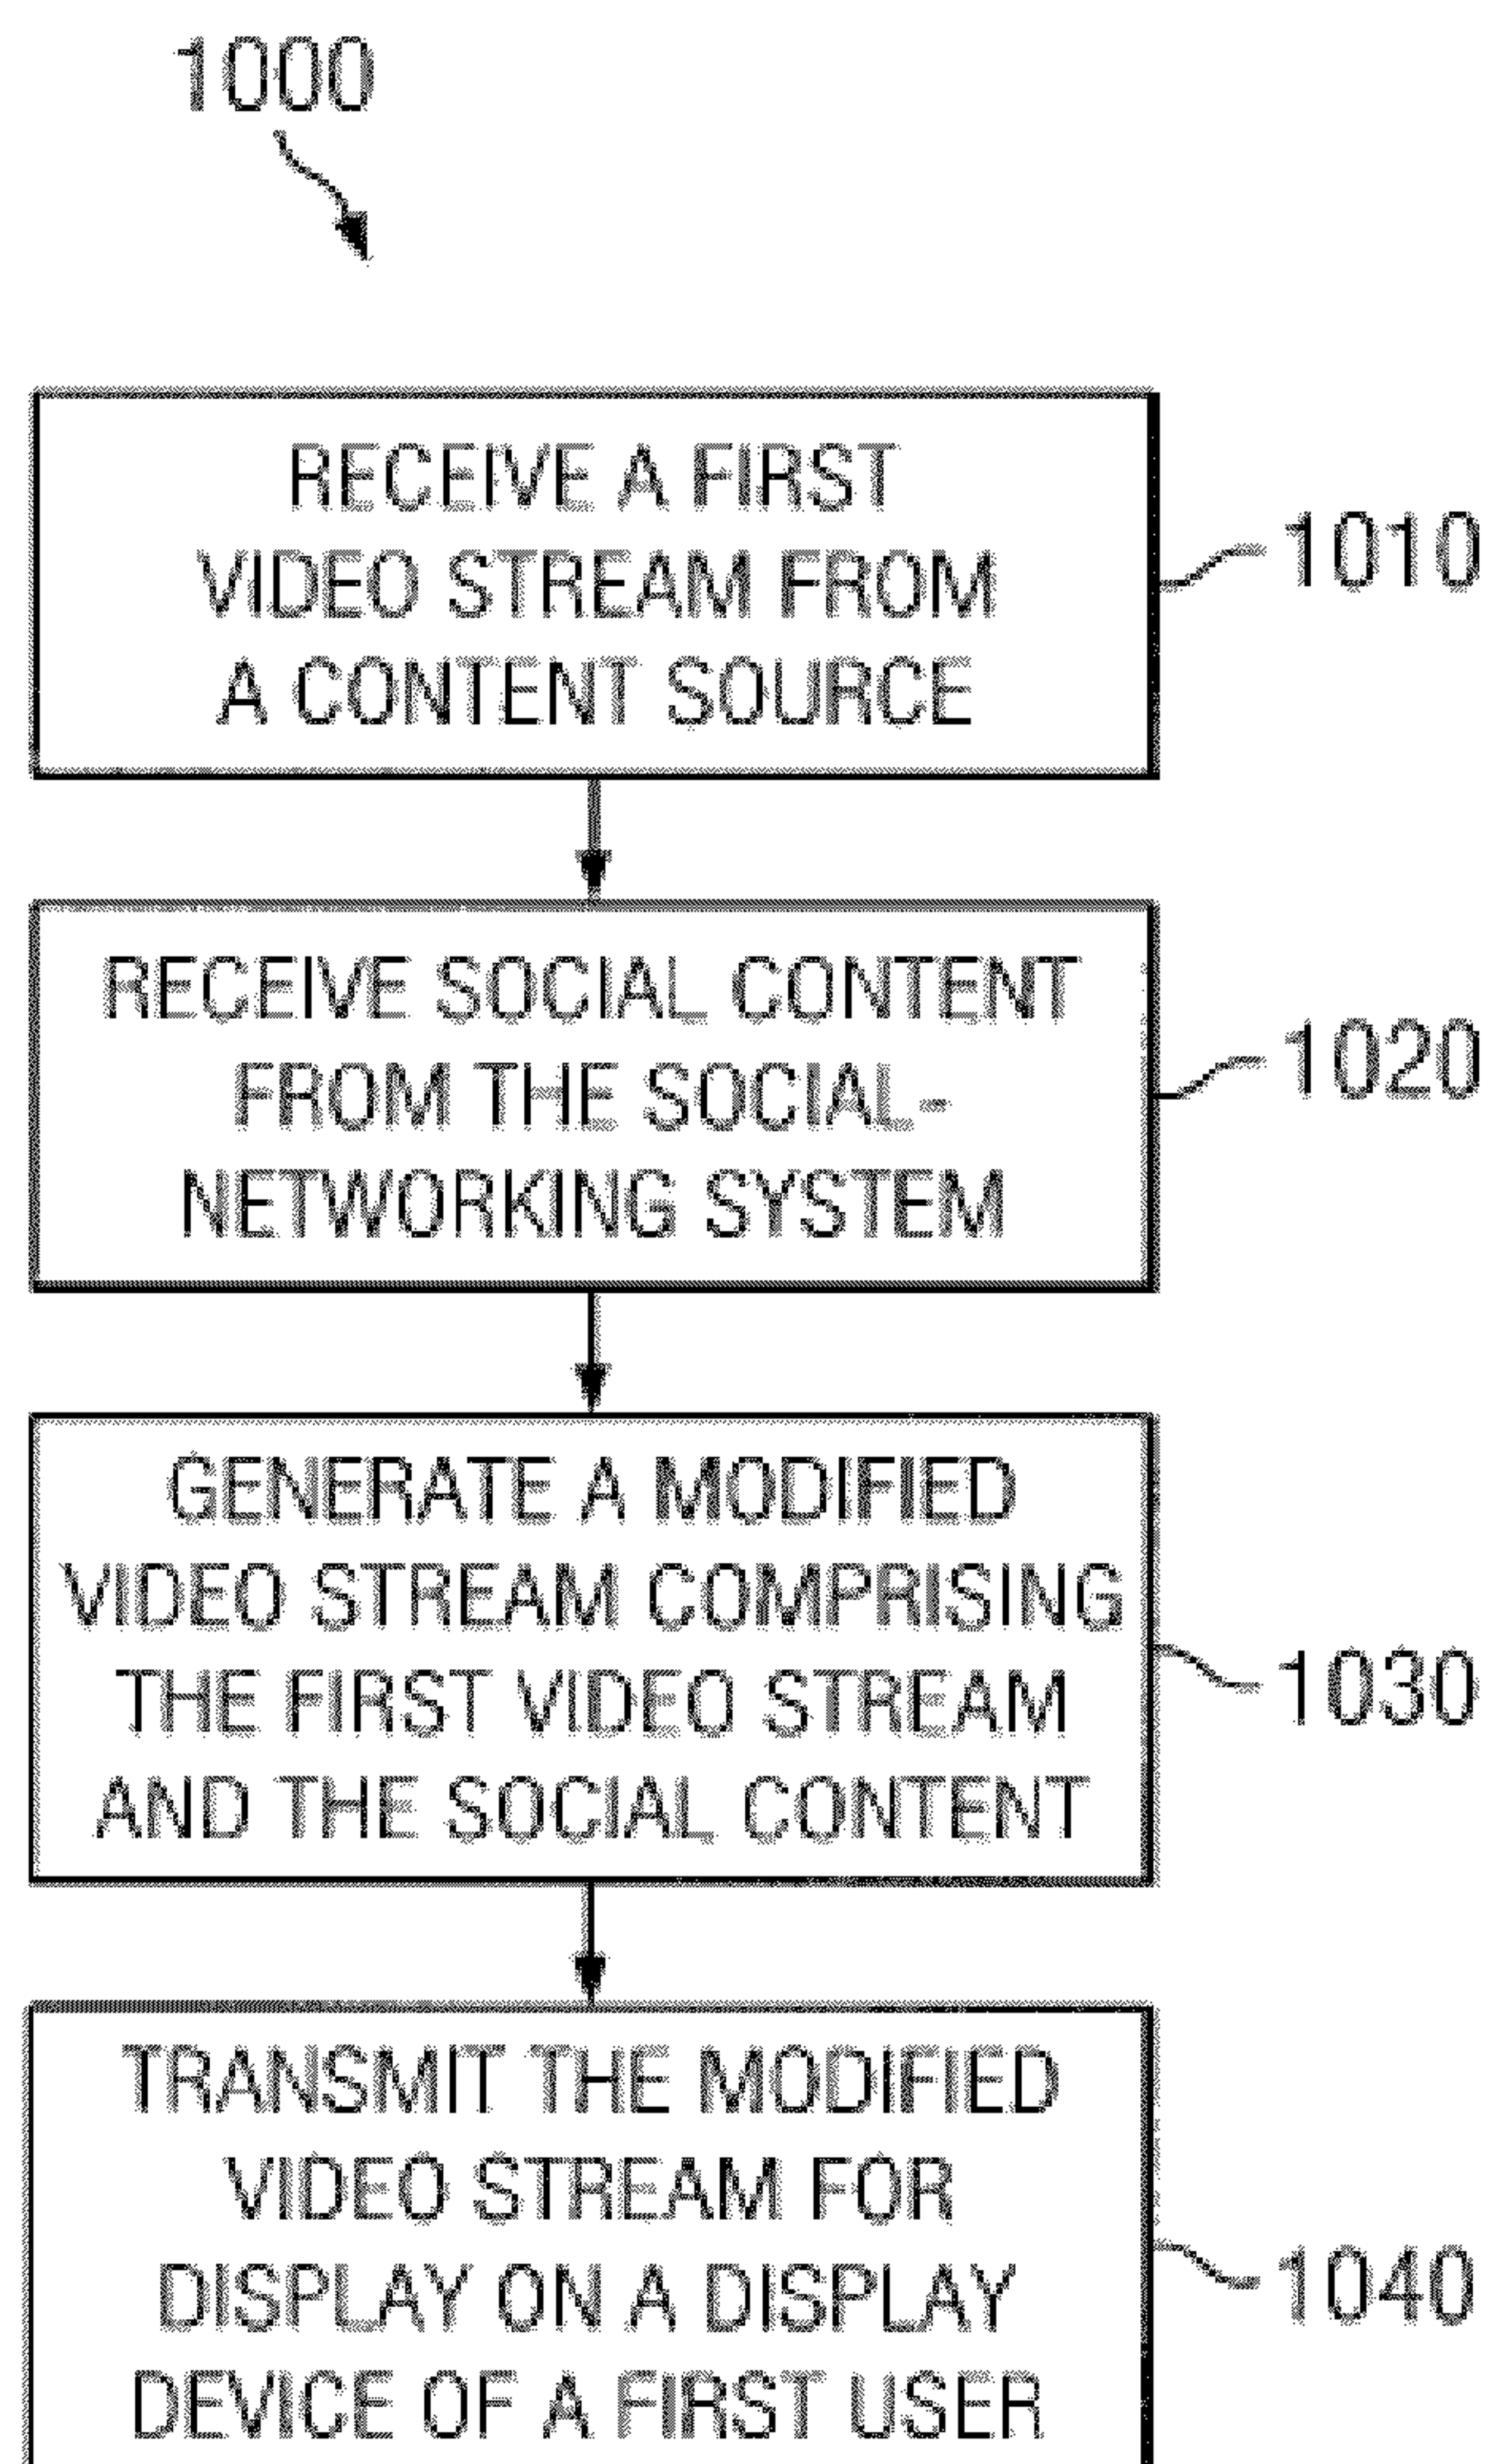 1000
RECEIVE A FIRST
VIDEO STREAM FROM
A CONTENT SOURCE
1010
RECEIVE SOCIAL CONTENT
FROM THE SOCIAL-
NETWORKING SYSTEM
1020
GENERATE A MODIFIED
VIDEO STREAM COMPRISING
THE FIRST VIDEO STREAM
AND THE SOCIAL CONTENT
1030
TRANSMIT THE MODIFIED
VIDEO STREAM FOR
DISPLAY ON A DISPLAY
DEVICE OF A FIRST USER
1040